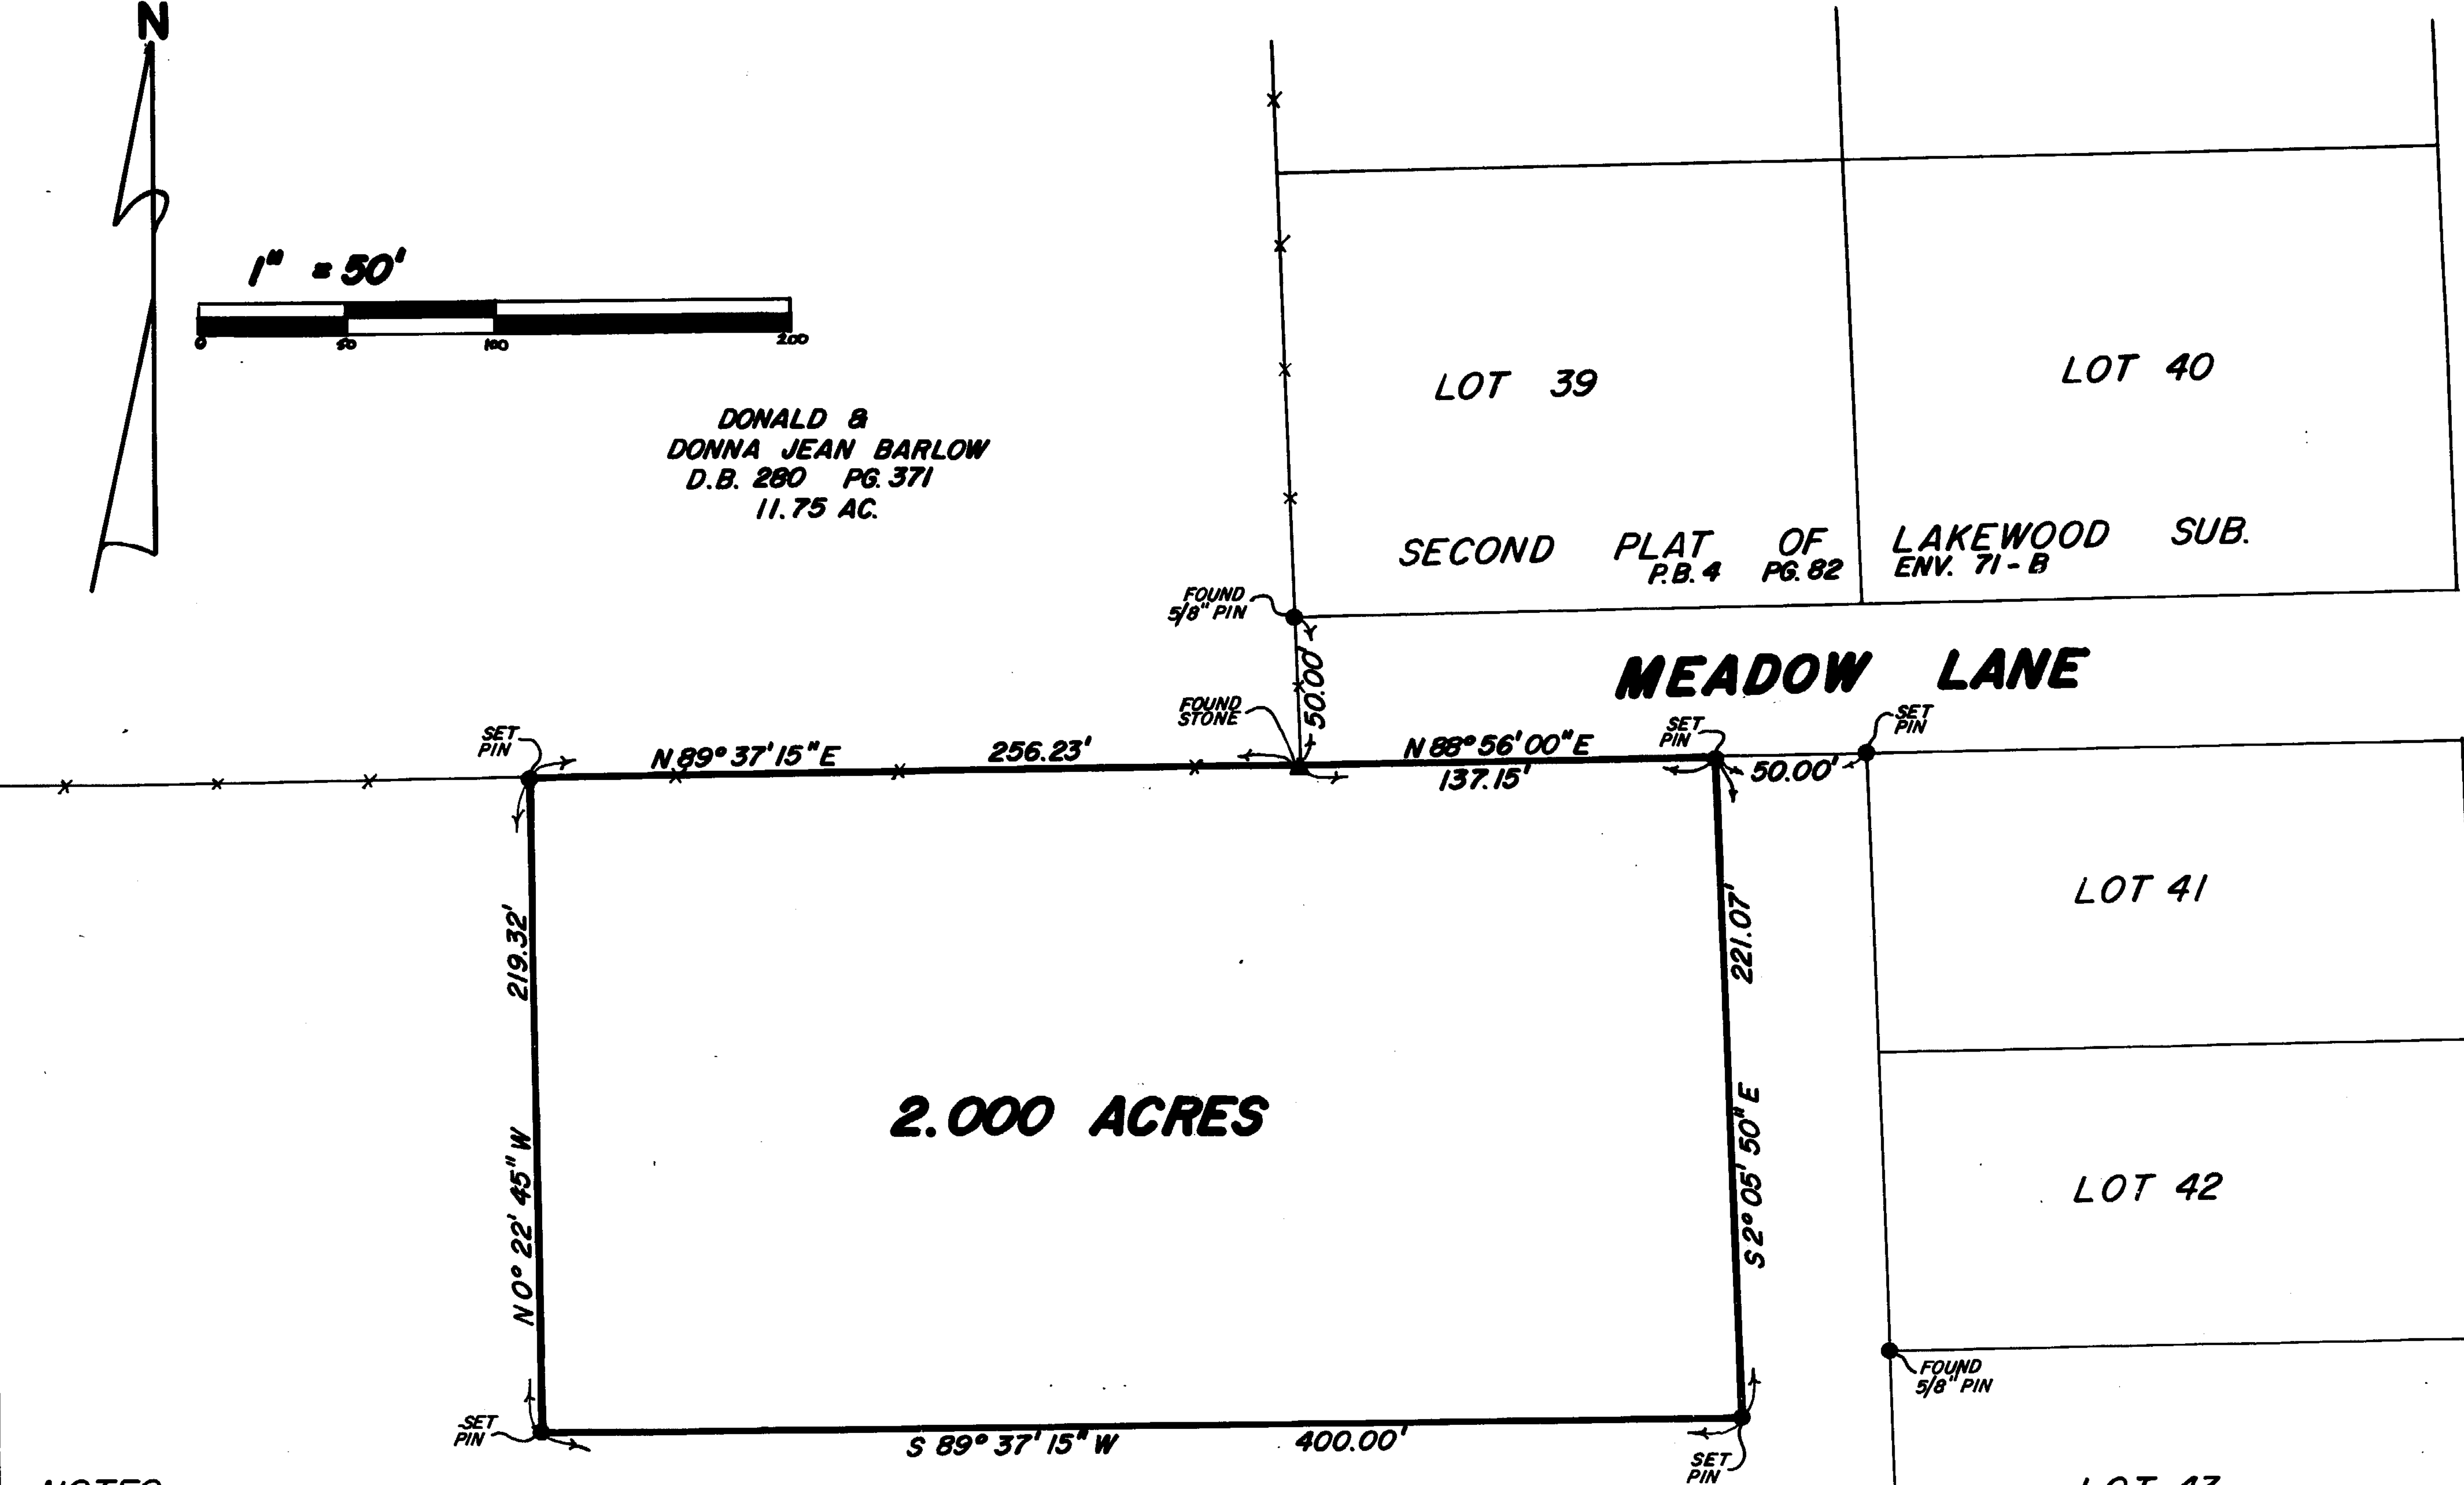 N
1" = 50'
0 50 100 200
DONALD &
DONNA JEAN BARLOW
D.B. 280 PG. 371
11.75 AC.
LOT 39
LOT 40
SECOND PLAT OF LAKEWOOD SUB.
P.B. 4 PG. 82 ENV. 71-B
FOUND
5/8" PIN
50.00'
MEADOW LANE
FOUND
STONE
SET
PIN
SET
PIN
SET
PIN
N 89° 37' 15" E 256.23'
N 88° 56' 00" E
137.15'
50.00'
219.32'
N 0° 22' 45" W
221.07'
S 2° 05' 50" E
LOT 41
2.000 ACRES
LOT 42
FOUND
5/8" PIN
SET
PIN
S 89° 37' 15" W 400.00'
SET
PIN
NOTES
LOT 43